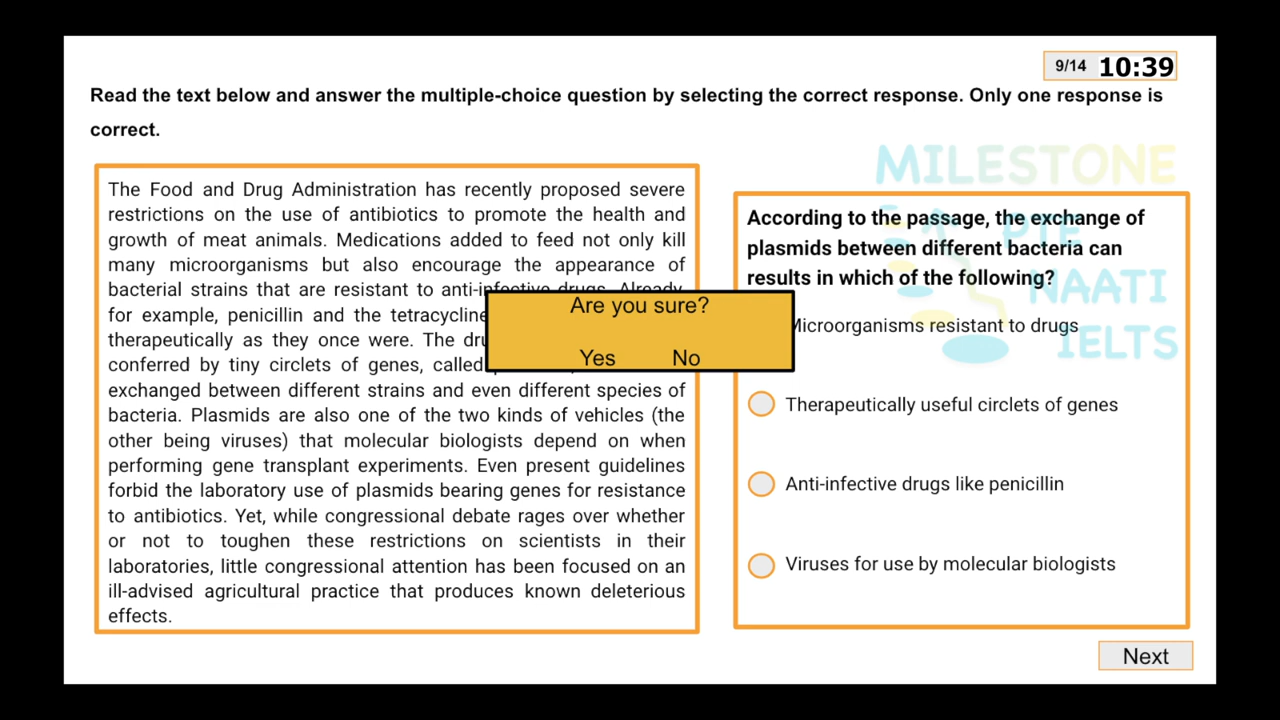 9/14 10:39
Read the text below and answer the multiple-choice question by selecting the correct response. Only one response is
correct.
MILESTONE
PTE
NAATI
IELTS
The Food and Drug Administration has recently proposed severe
restrictions on the use of antibiotics to promote the health and
growth of meat animals. Medications added to feed not only kill
many microorganisms but also encourage the appearance of
bacterial strains that are resistant to anti-infective drugs. Already,
for example, penicillin and the tetracycline
therapeutically as they once were. The dru
conferred by tiny circlets of genes, called
exchanged between different strains and even different species of
bacteria. Plasmids are also one of the two kinds of vehicles (the
other being viruses) that molecular biologists depend on when
performing gene transplant experiments. Even present guidelines
forbid the laboratory use of plasmids bearing genes for resistance
to antibiotics. Yet, while congressional debate rages over whether
or not to toughen these restrictions on scientists in their
laboratories, little congressional attention has been focused on an
ill-advised agricultural practice that produces known deleterious
effects.
Are you sure?
Yes No
According to the passage, the exchange of
plasmids between different bacteria can
results in which of the following?
Microorganisms resistant to drugs
Therapeutically useful circlets of genes
Anti-infective drugs like penicillin
Viruses for use by molecular biologists
Next